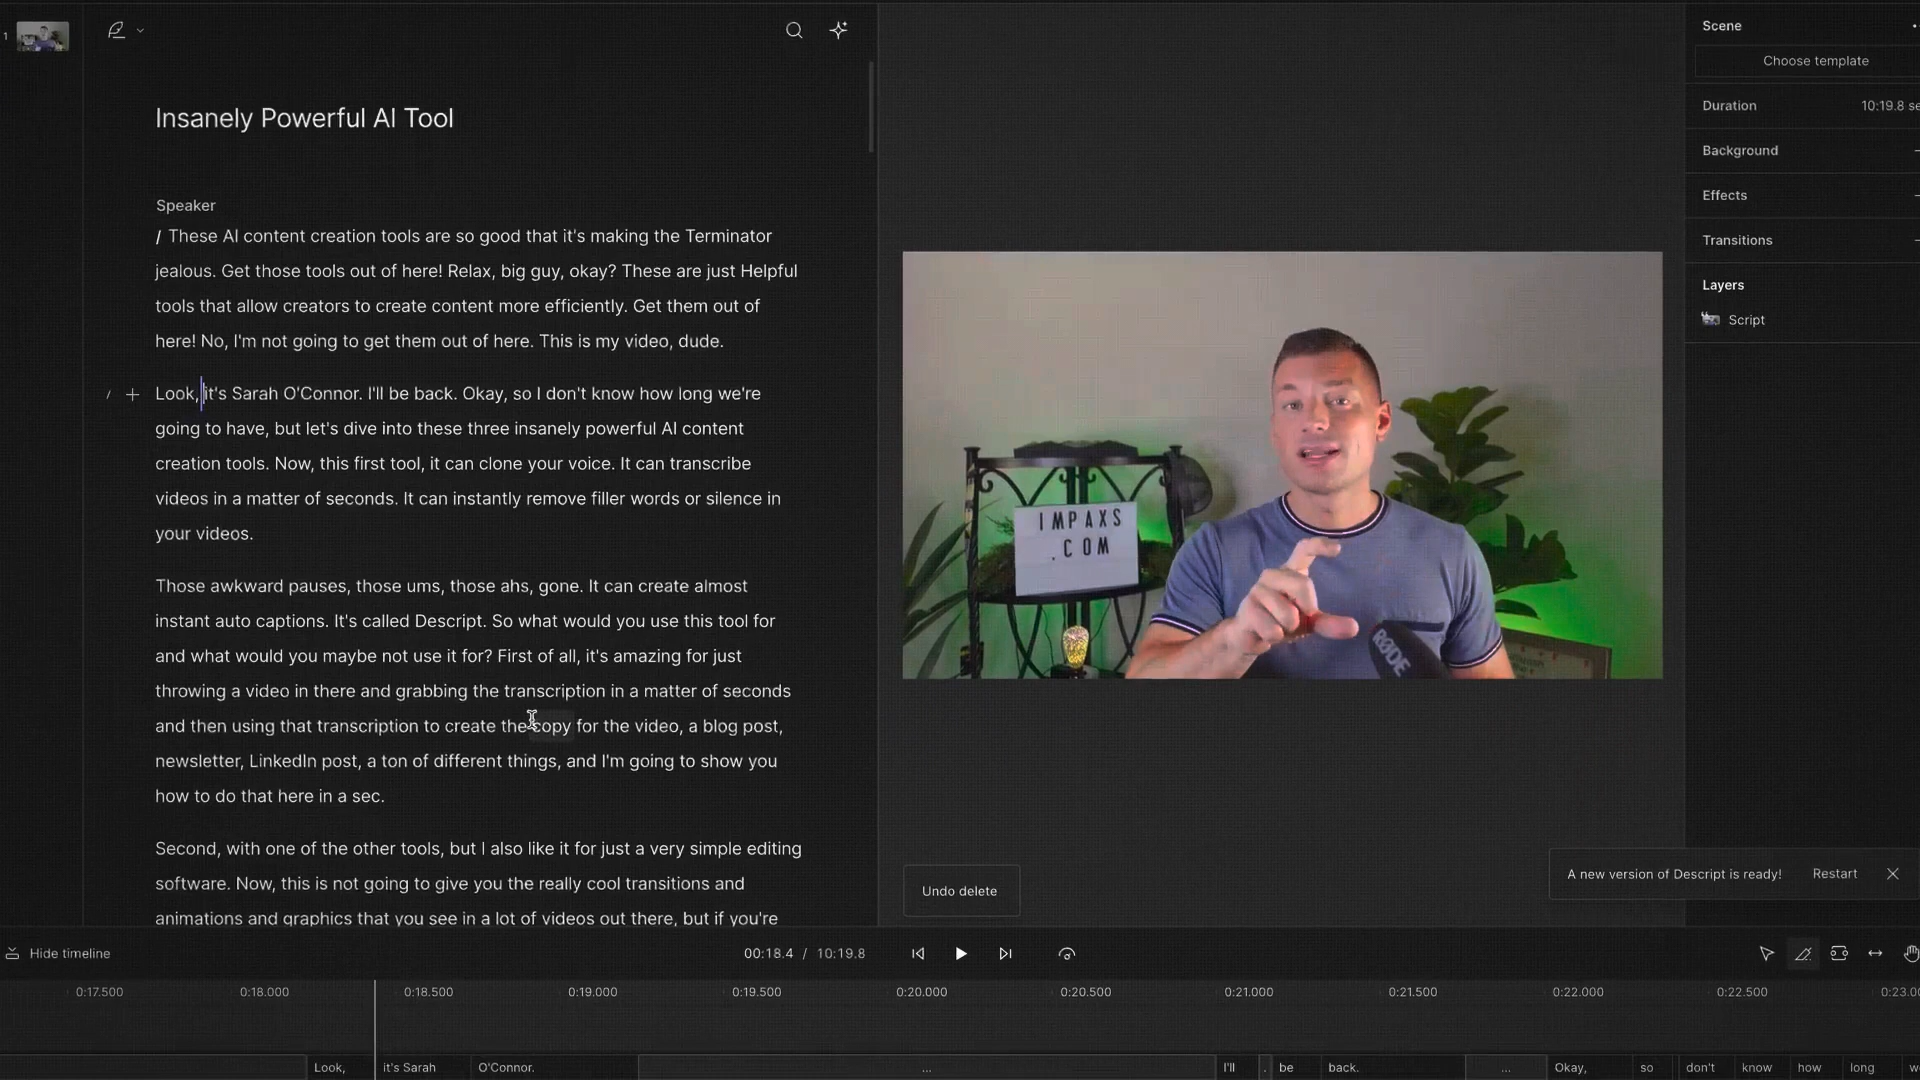 1
Insanely Powerful AI Tool
Speaker
/ These AI content creation tools are so good that it's making the Terminator
jealous. Get those tools out of here! Relax, big guy, okay? These are just Helpful
tools that allow creators to create content more efficiently. Get them out of
here! No, I'm not going to get them out of here. This is my video, dude.
Look, it's Sarah O'Connor. I'll be back. Okay, so I don't know how long we're
going to have, but let's dive into these three insanely powerful AI content
creation tools. Now, this first tool, it can clone your voice. It can transcribe
videos in a matter of seconds. It can instantly remove filler words or silence in
your videos.
Those awkward pauses, those ums, those ahs, gone. It can create almost
instant auto captions. It's called Descript. So what would you use this tool for
and what would you maybe not use it for? First of all, it's amazing for just
throwing a video in there and grabbing the transcription in a matter of seconds
and then using that transcription to create the copy for the video, a blog post,
newsletter, LinkedIn post, a ton of different things, and I'm going to show you
how to do that here in a sec.
Second, with one of the other tools, but I also like it for just a very simple editing
software. Now, this is not going to give you the really cool transitions and
animations and graphics that you see in a lot of videos out there, but if you're
IMPAXS
.COM
RØDE
Undo delete
Scene
Choose template
Duration 10:19.8 se
Background
Effects
Transitions
Layers
Script
A new version of Descript is ready! Restart
Hide timeline
00:18.4 / 10:19.8
0:17.500 0:18.000 0:18.500 0:19.000 0:19.500 0:20.000 0:20.500 0:21.000 0:21.500 0:22.000 0:22.500 0:23.0
Look, it's Sarah O'Connor. ... I'll . be back. ... Okay, so don't know how long w